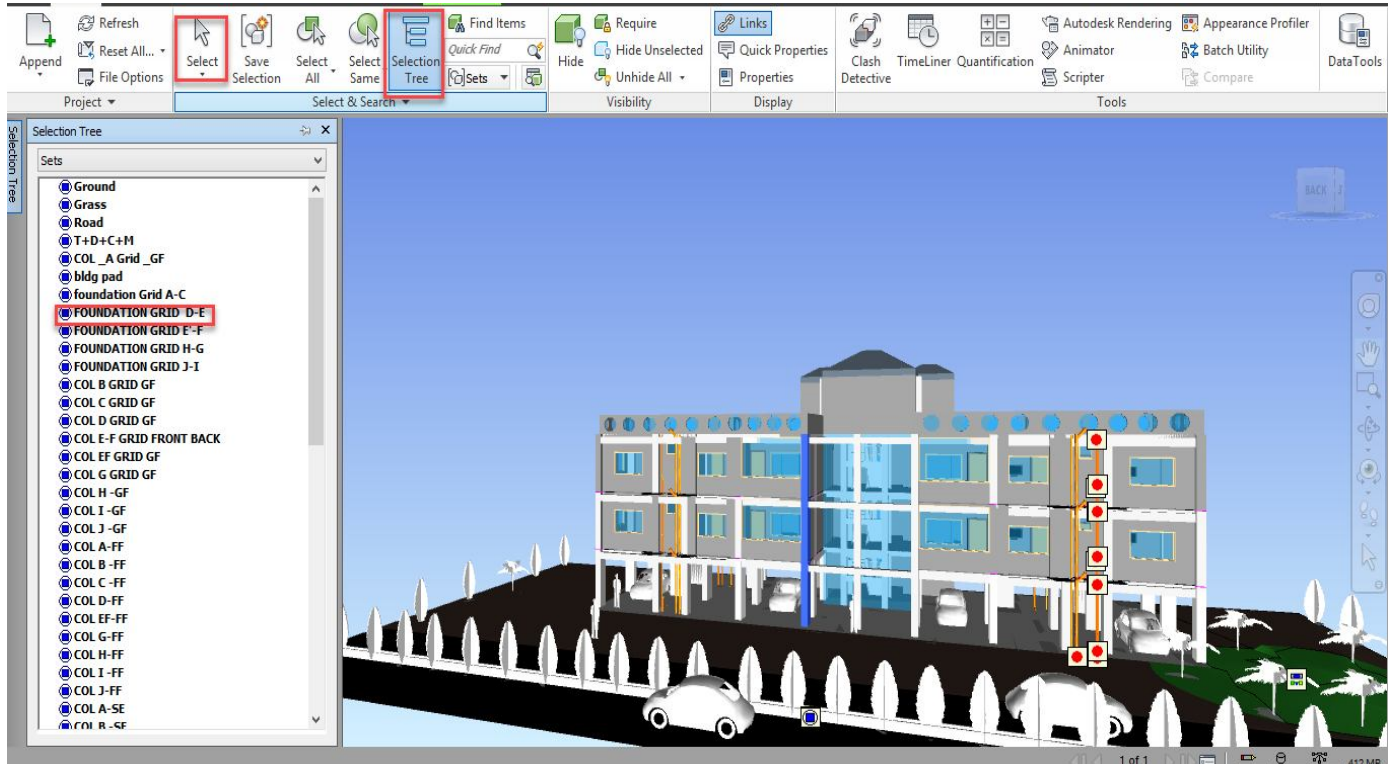 Append
Refresh
Reset All...
File Options
Project
Select
Save Selection
Select All
Select Same
Selection Tree
Find Items
Quick Find
Sets
Select & Search
Hide
Require
Hide Unselected
Unhide All
Visibility
Links
Quick Properties
Properties
Display
Clash Detective
TimeLiner
Quantification
Autodesk Rendering
Animator
Scripter
Appearance Profiler
Batch Utility
Compare
Tools
DataTools
Selection Tree
Selection Tree
Sets
Ground
Grass
Road
T+D+C+M
COL _A Grid _GF
bldg pad
foundation Grid A-C
FOUNDATION GRID D-E
FOUNDATION GRID E'-F
FOUNDATION GRID H-G
FOUNDATION GRID J-I
COL B GRID GF
COL C GRID GF
COL D GRID GF
COL E-F GRID FRONT BACK
COL EF GRID GF
COL G GRID GF
COL H -GF
COL I -GF
COL J -GF
COL A-FF
COL B -FF
COL C -FF
COL D-FF
COL EF-FF
COL G-FF
COL H-FF
COL I -FF
COL J-FF
COL A-SE
COL B -SE
BACK
1 of 1